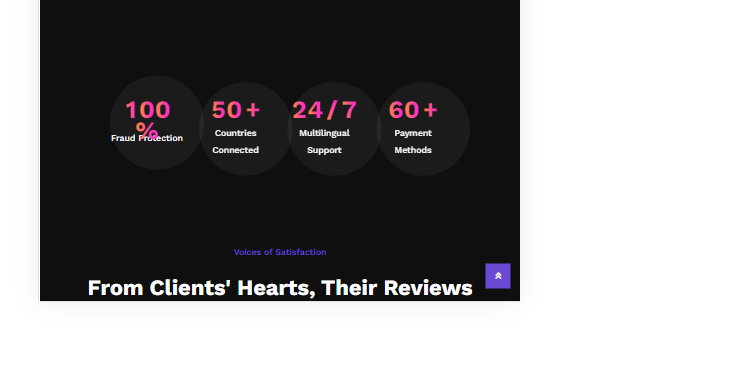 100
%
Fraud Protection
50+
Countries
Connected
24/7
Multilingual
Support
60+
Payment
Methods
Voices of Satisfaction
From Clients' Hearts, Their Reviews